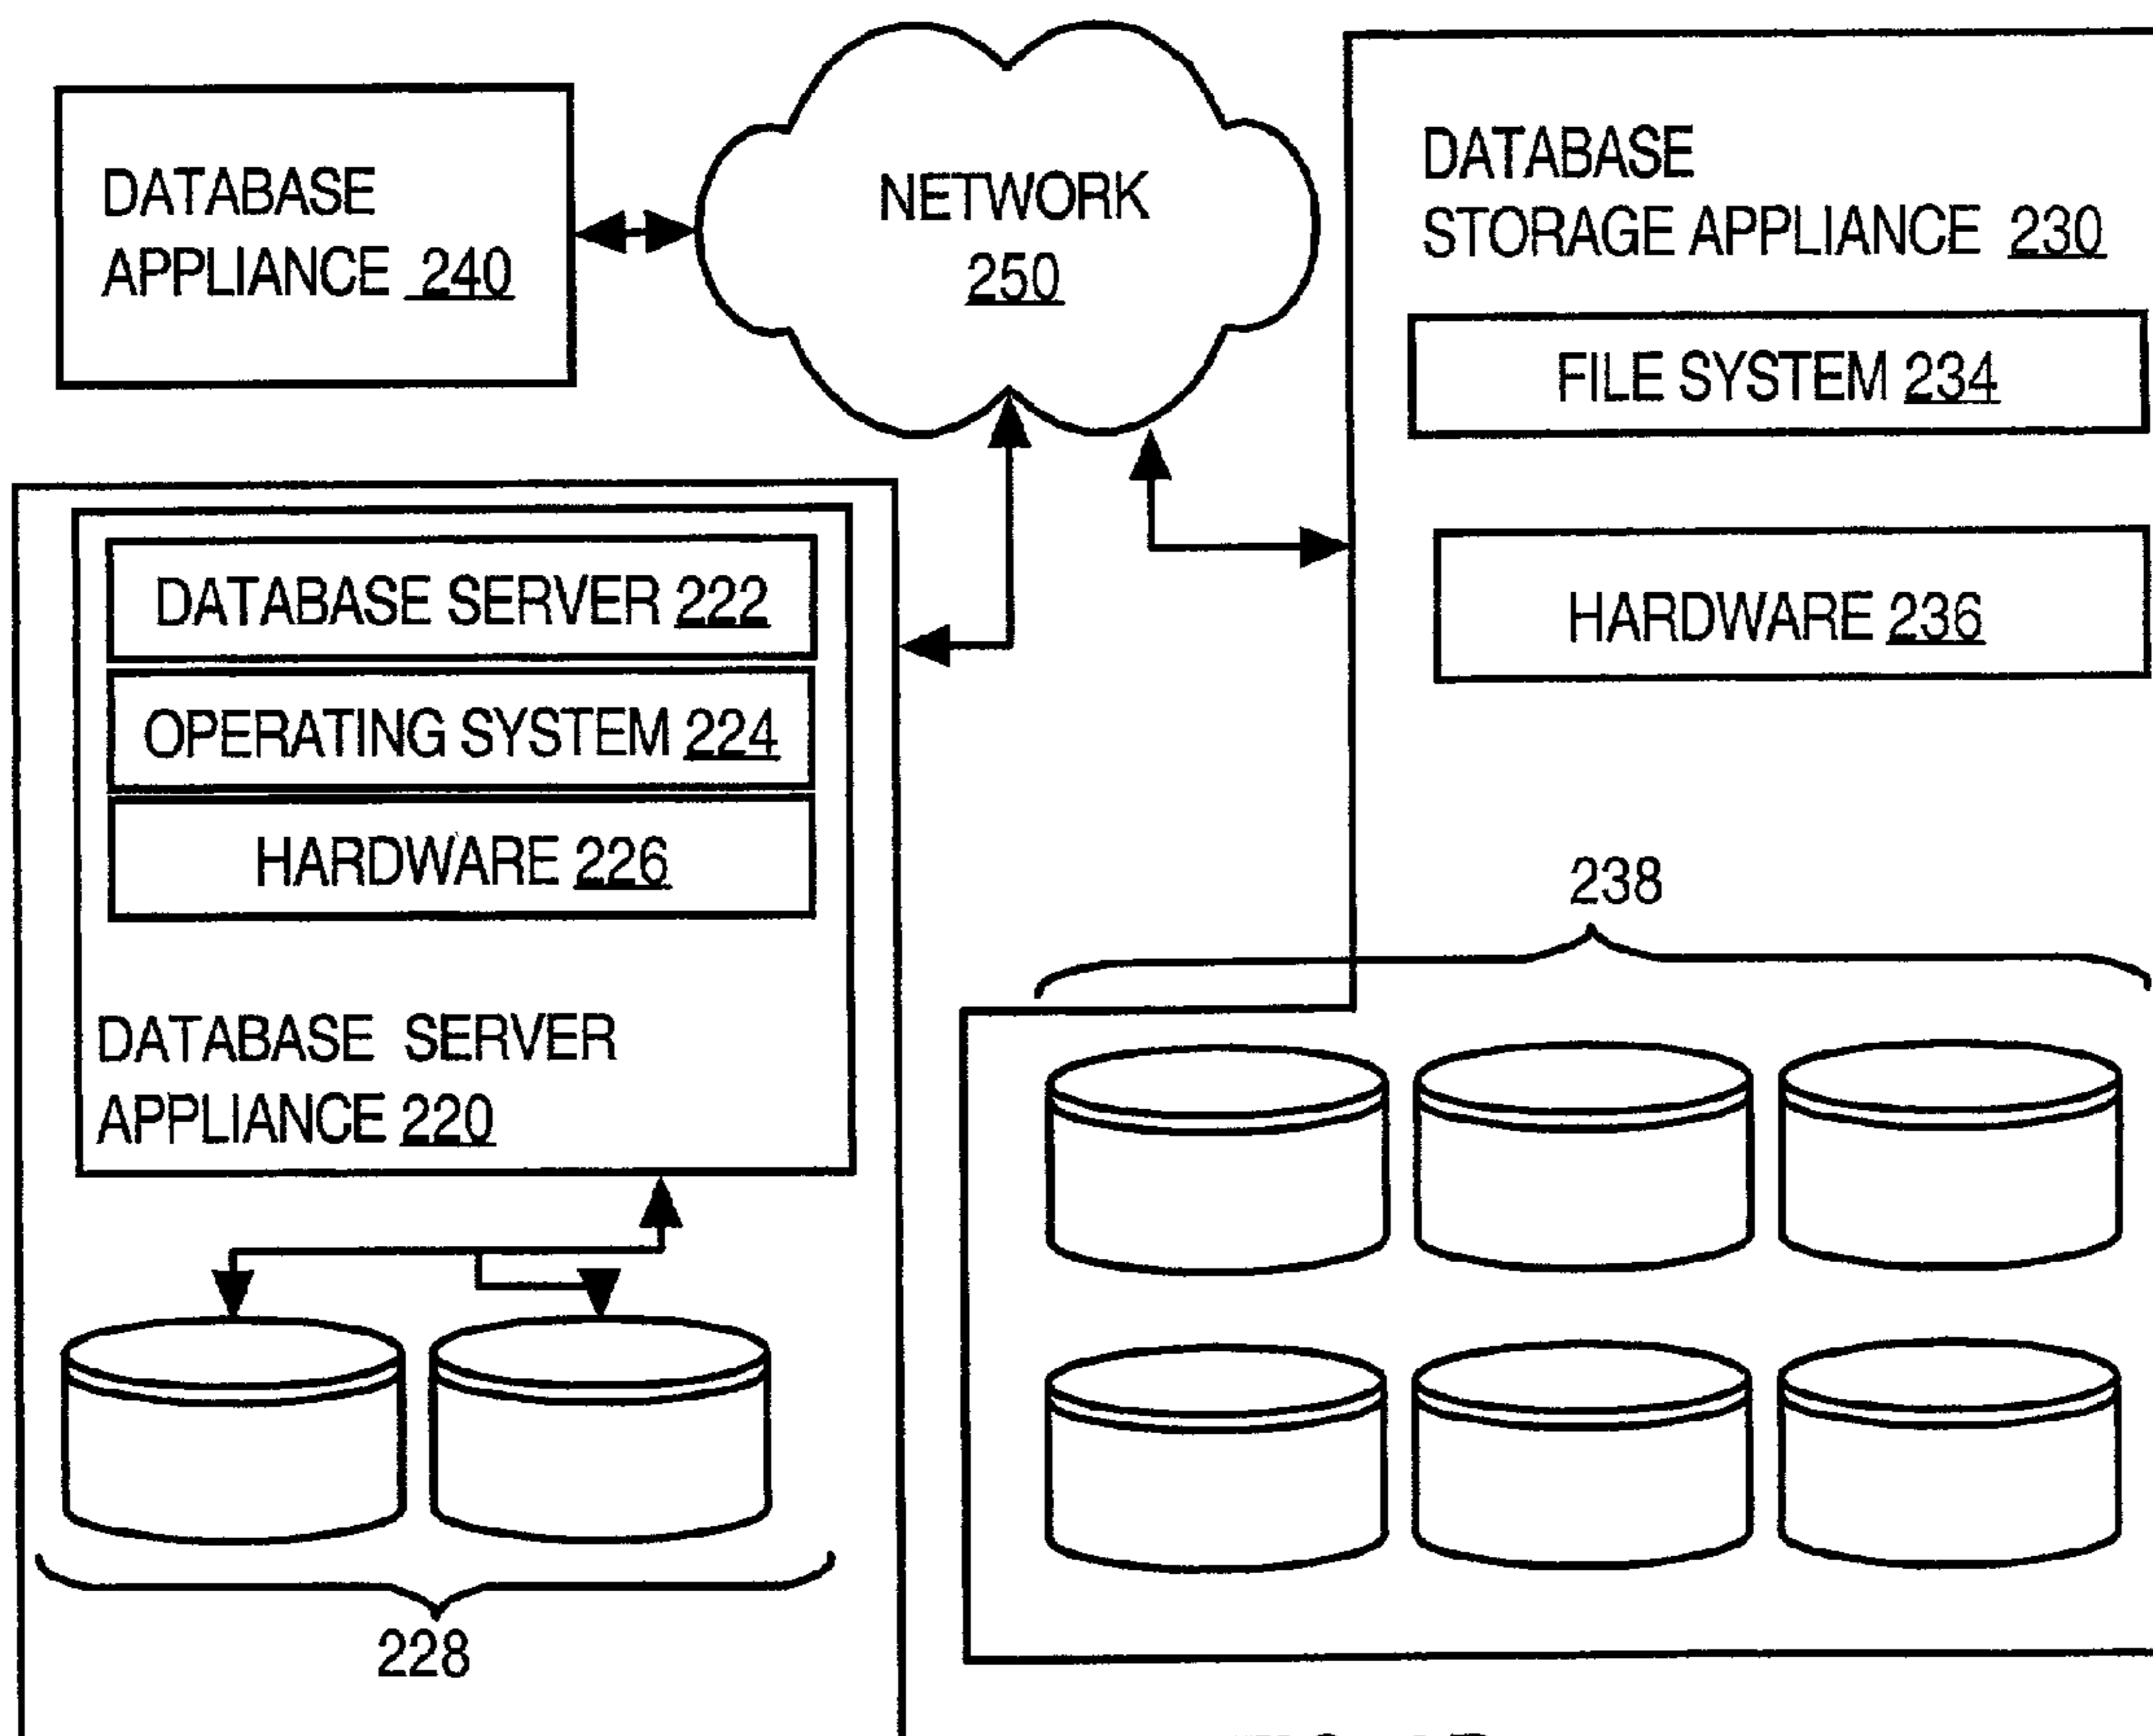 DATABASE
APPLIANCE 240
NETWORK
250
DATABASE
STORAGE APPLIANCE 230
FILE SYSTEM 234
HARDWARE 236
DATABASE SERVER 222
OPERATING SYSTEM 224
HARDWARE 226
DATABASE SERVER
APPLIANCE 220
238
228